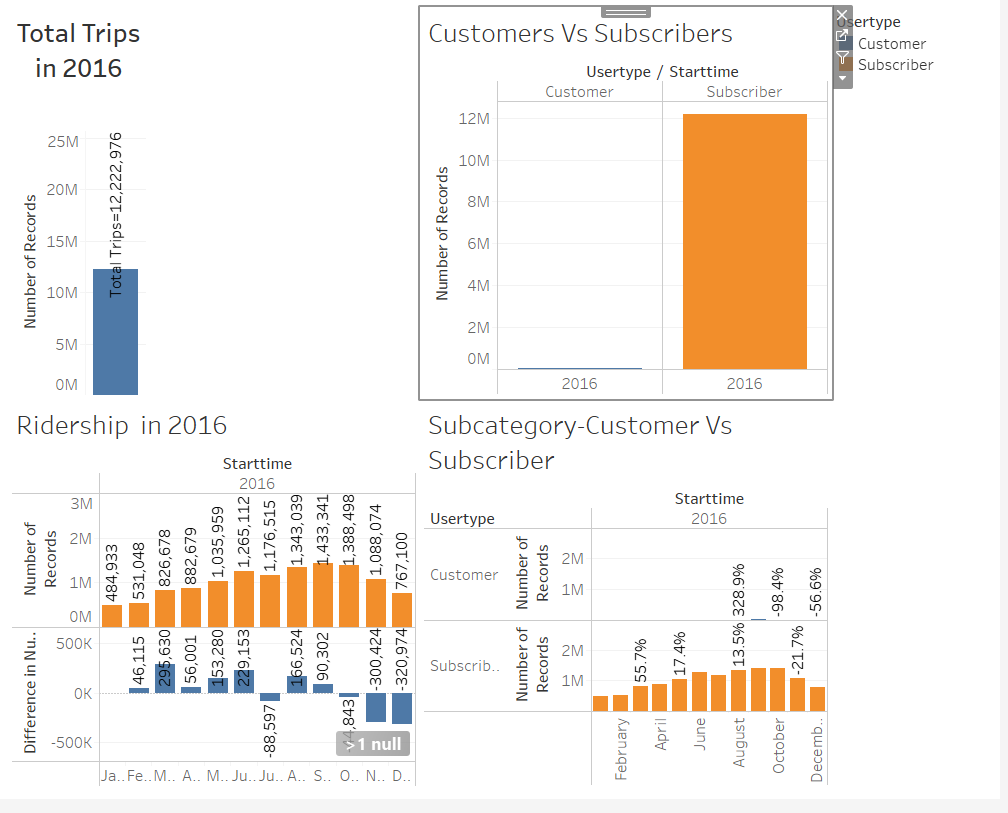 Total Trips
in 2016
25M
20M
15M
10M
5M
0M
Number of Records
Total Trips=12,222,976
Customers Vs Subscribers
Usertype / Starttime
Customer
Subscriber
12M
10M
8M
6M
4M
2M
0M
Number of Records
2016
2016
Usertype
Customer
Subscriber
Ridership in 2016
Starttime
2016
Number of
Records
3M
2M
1M
0M
484,933
531,048
826,678
882,679
1,035,959
1,265,112
1,176,515
1,343,039
1,433,341
1,388,498
1,088,074
767,100
Difference in Nu..
500K
0K
-500K
46,115
295,630
56,001
153,280
229,153
-88,597
166,524
90,302
-300,424
-320,974
>1 null
Ja.. Fe.. M.. A.. M.. Ju.. Ju.. A.. S.. O.. N.. D..
Subcategory-Customer Vs
Subscriber
Starttime
Usertype
2016
Customer
Number of
Records
2M
1M
328.9%
-98.4%
-56.6%
Subscrib..
Number of
Records
2M
1M
55.7%
17.4%
13.5%
-21.7%
February
April
June
August
October
Decemb..